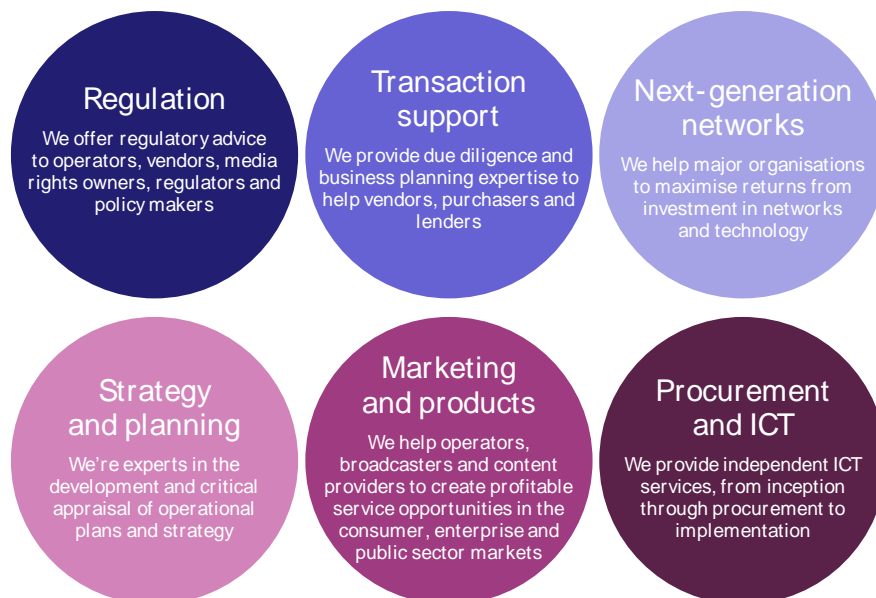 Regulation
We offer regulatory advice
to operators, vendors, media
rights owners, regulators and
policy makers
Transaction
support
We provide due diligence and
business planning expertise to
help vendors, purchasers and
lenders
Next-generation
networks
We help major organisations
to maximise returns from
investment in networks
and technology
Strategy
and planning
We're experts in the
development and critical
appraisal of operational
plans and strategy
Marketing
and products
We help operators,
broadcasters and content
providers to create profitable
service opportunities in the
consumer, enterprise and
public sector markets
Procurement
and ICT
We provide independent ICT
services, from inception
through procurement to
implementation